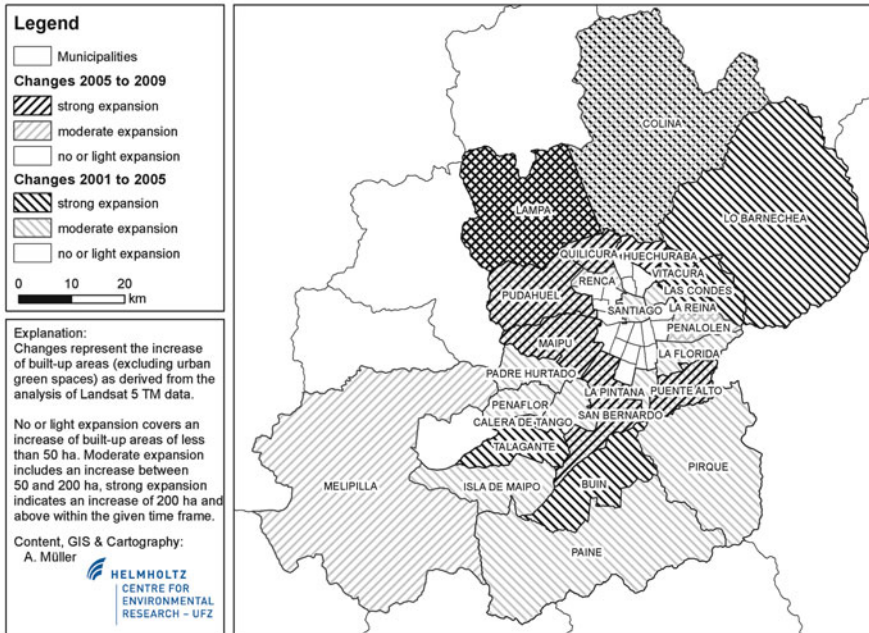 Legend
Municipalities
Changes 2005 to 2009
strong expansion
moderate expansion
no or light expansion
Changes 2001 to 2005
strong expansion
moderate expansion
no or light expansion
0 10 20
km
Explanation:
Changes represent the increase
of built-up areas (excluding urban
green spaces) as derived from the
analysis of Landsat 5 TM data.
No or light expansion covers an
increase of built-up areas of less
than 50 ha. Moderate expansion
includes an increase between
50 and 200 ha, strong expansion
indicates an increase of 200 ha and
above within the given time frame.
Content, GIS & Cartography:
A. Müller
HELMHOLTZ
CENTRE FOR
ENVIRONMENTAL
RESEARCH – UFZ
COLINA
LAMPA
LO BARNECHEA
QUILICURA
HUECHURABA
VITACURA
RENCA
LAS CONDES
PUDAHUEL
SANTIAGO
LA REINA
PENALOLEN
MAIPU
LA FLORIDA
PADRE HURTADO
LA PINTANA
PUENTE ALTO
PENAFLOR
SAN BERNARDO
CALERA DE TANGO
TALAGANTE
PIRQUE
MELIPILLA
ISLA DE MAIPO
BUIN
PAINE